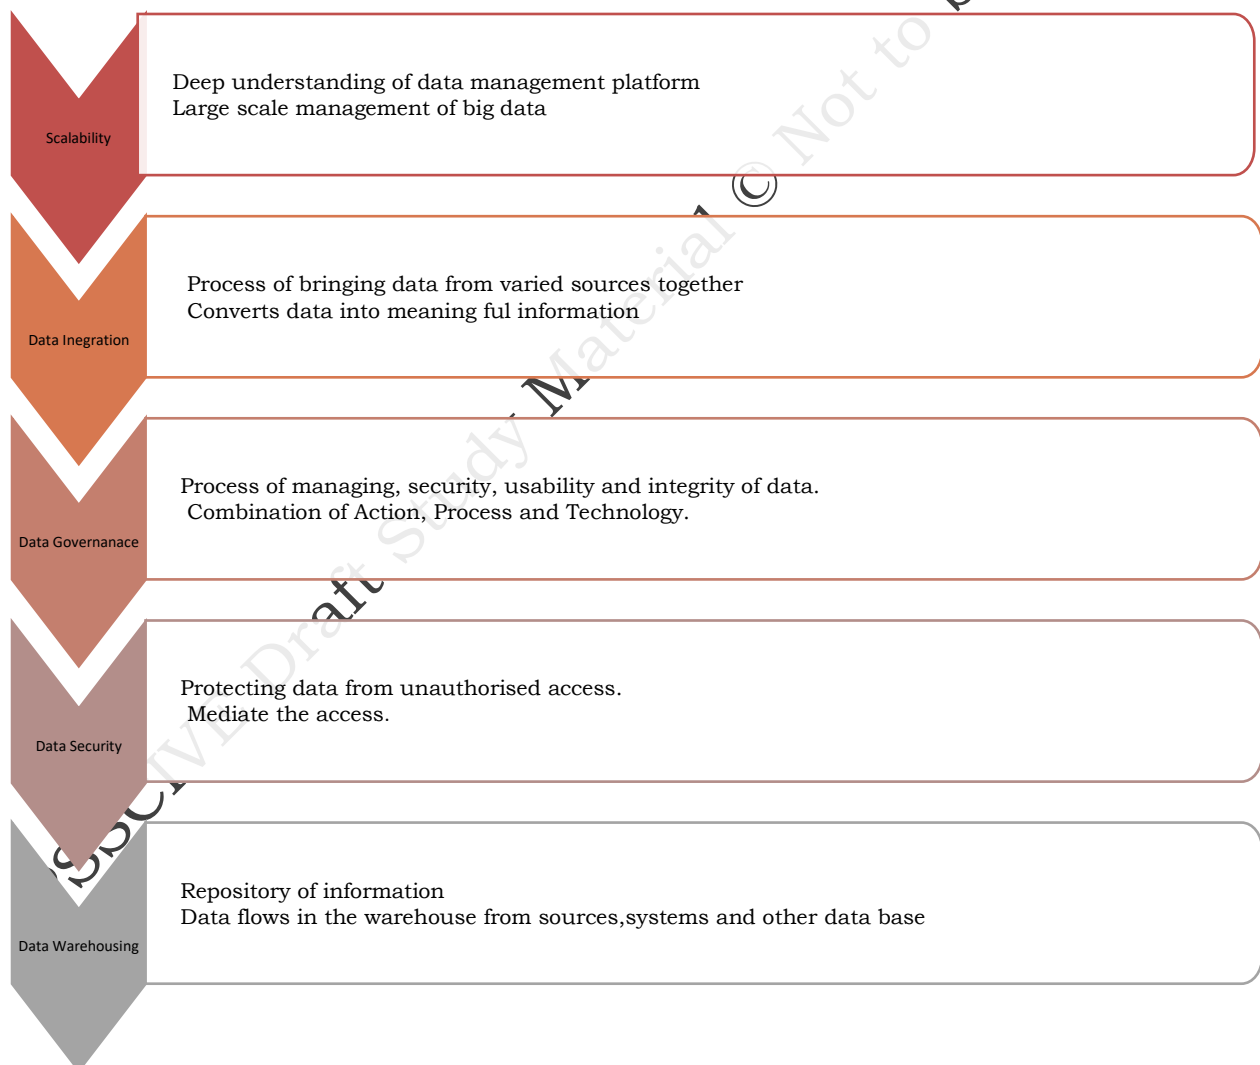 Scalability
Deep understanding of data management platform
Large scale management of big data
Data Inegration
Process of bringing data from varied sources together
Converts data into meaning ful information
Data Governanace
Process of managing, security, usability and integrity of data.
Combination of Action, Process and Technology.
Data Security
Protecting data from unauthorised access.
Mediate the access.
Data Warehousing
Repository of information
Data flows in the warehouse from sources,systems and other data base
Draft Study Material © Not to